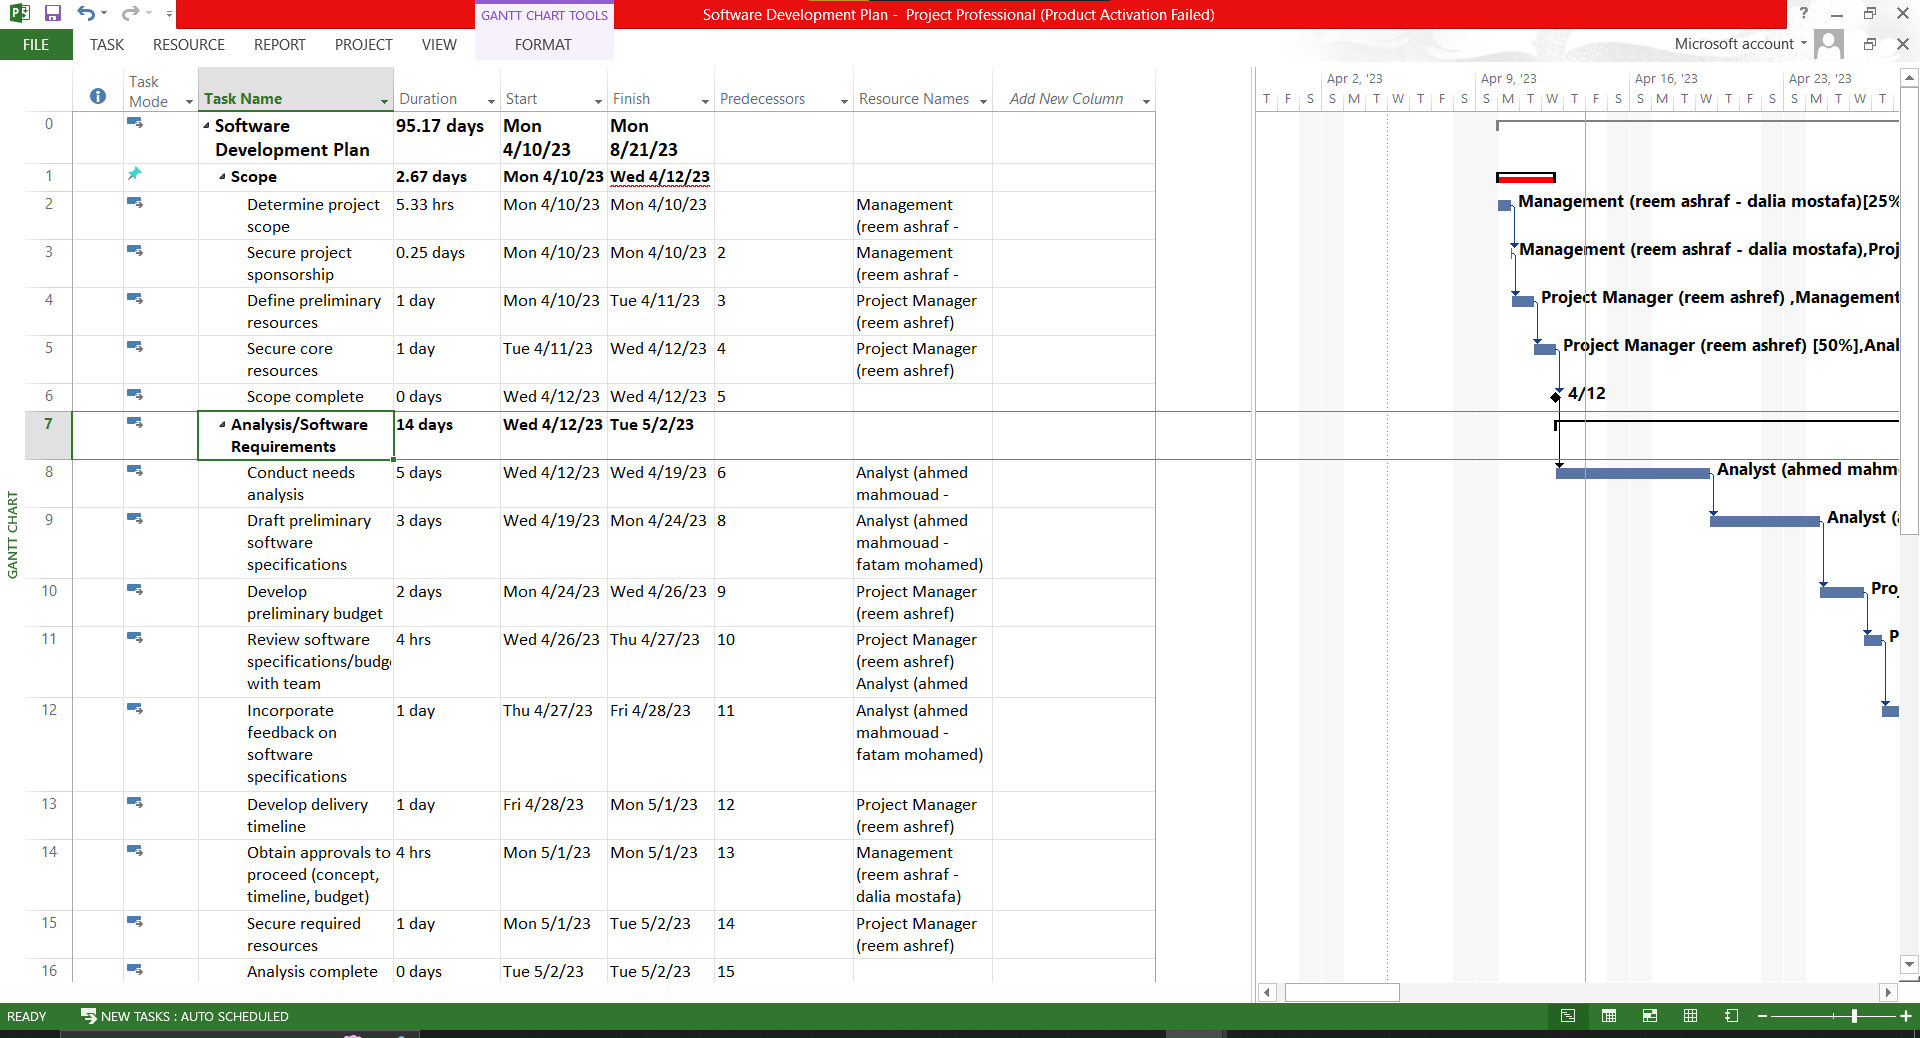 GANTT CHART TOOLS
Software Development Plan - Project Professional (Product Activation Failed)
?
FILE
TASK
RESOURCE
REPORT
PROJECT
VIEW
FORMAT
Microsoft account
Task Mode
Task Name
Duration
Start
Finish
Predecessors
Resource Names
Add New Column
Apr 2, '23
Apr 9, '23
Apr 16, '23
Apr 23, '23
T F S S M T W T F S S M T W T F S S M T W T F S S M T W T
0 Software Development Plan 95.17 days Mon 4/10/23 Mon 8/21/23
1 Scope 2.67 days Mon 4/10/23 Wed 4/12/23
2 Determine project scope 5.33 hrs Mon 4/10/23 Mon 4/10/23 Management (reem ashraf -
3 Secure project sponsorship 0.25 days Mon 4/10/23 Mon 4/10/23 2 Management (reem ashraf -
4 Define preliminary resources 1 day Mon 4/10/23 Tue 4/11/23 3 Project Manager (reem ashref)
5 Secure core resources 1 day Tue 4/11/23 Wed 4/12/23 4 Project Manager (reem ashref)
6 Scope complete 0 days Wed 4/12/23 Wed 4/12/23 5
7 Analysis/Software Requirements 14 days Wed 4/12/23 Tue 5/2/23
8 Conduct needs analysis 5 days Wed 4/12/23 Wed 4/19/23 6 Analyst (ahmed mahmouad -
9 Draft preliminary software specifications 3 days Wed 4/19/23 Mon 4/24/23 8 Analyst (ahmed mahmouad - fatam mohamed)
10 Develop preliminary budget 2 days Mon 4/24/23 Wed 4/26/23 9 Project Manager (reem ashref)
11 Review software specifications/budg with team 4 hrs Wed 4/26/23 Thu 4/27/23 10 Project Manager (reem ashref) Analyst (ahmed
12 Incorporate feedback on software specifications 1 day Thu 4/27/23 Fri 4/28/23 11 Analyst (ahmed mahmouad - fatam mohamed)
13 Develop delivery timeline 1 day Fri 4/28/23 Mon 5/1/23 12 Project Manager (reem ashref)
14 Obtain approvals to proceed (concept, timeline, budget) 4 hrs Mon 5/1/23 Mon 5/1/23 13 Management (reem ashraf - dalia mostafa)
15 Secure required resources 1 day Mon 5/1/23 Tue 5/2/23 14 Project Manager (reem ashref)
16 Analysis complete 0 days Tue 5/2/23 Tue 5/2/23 15
Management (reem ashraf - dalia mostafa)[25%
Management (reem ashraf - dalia mostafa),Proj
Project Manager (reem ashref) ,Management
Project Manager (reem ashref) [50%],Anal
4/12
Analyst (ahmed mahm
Analyst (
Pro
P
GANTT CHART
READY
NEW TASKS : AUTO SCHEDULED